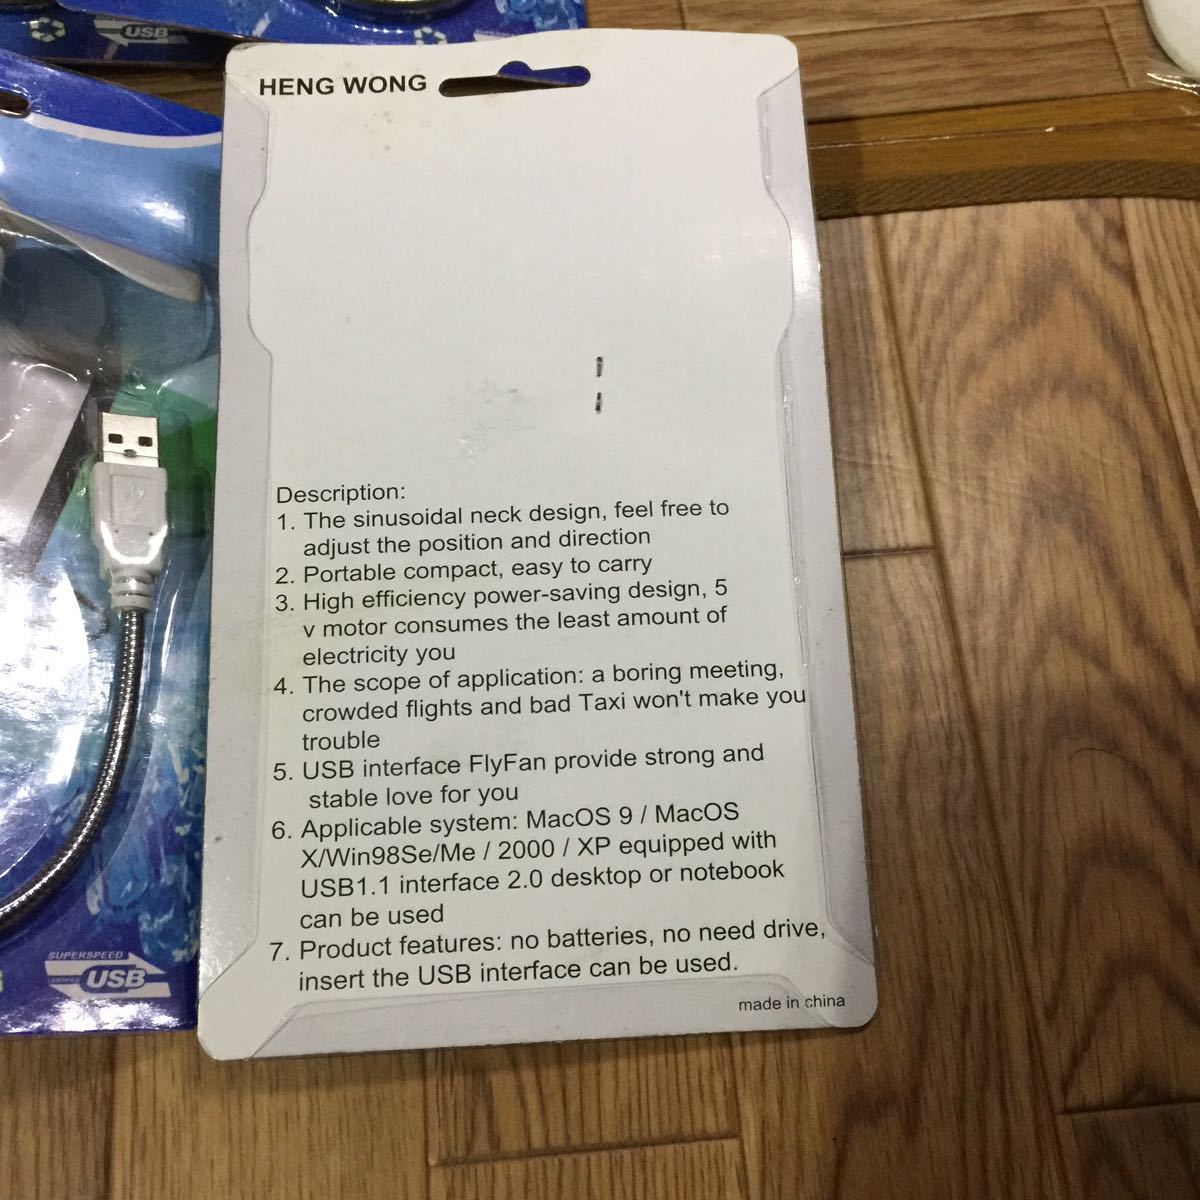 USB
SUPERSPEED
HENG WONG
Description:
1. The sinusoidal neck design, feel free to
adjust the position and direction
2. Portable compact, easy to carry
3. High efficiency power-saving design, 5
v motor consumes the least amount of
electricity you
4. The scope of application: a boring meeting,
crowded flights and bad Taxi won't make you
trouble
5. USB interface FlyFan provide strong and
stable love for you
6. Applicable system: MacOS 9 / MacOS
X/Win98Se/Me / 2000 / XP equipped with
USB1.1 interface 2.0 desktop or notebook
can be used
7. Product features: no batteries, no need drive,
insert the USB interface can be used.
made in china
SUPERSPEED
CERTIFIED USB